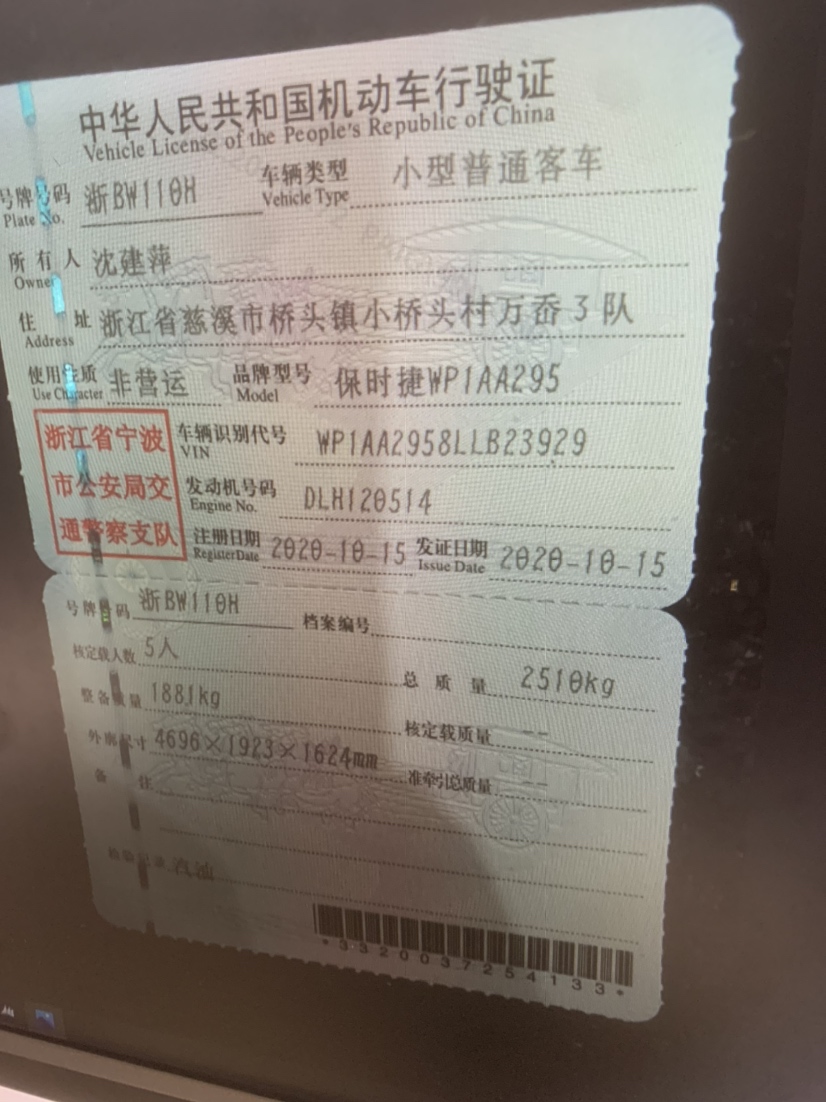 中华人民共和国机动车行驶证
Vehicle License of the People's Republic of China
号牌号码 浙BW110H 车辆类型 小型普通客车
Plate No. Vehicle Type
所有人 沈建萍
Owner
住址 浙江省慈溪市桥头镇小桥头村万岙3队
Address
使用性质 非营运 品牌型号 保时捷WP1AA295
Use Character Model
浙江省宁波
市公安局交
通警察支队
车辆识别代号 WP1AA2958LLB23929
VIN
发动机号码 DLH120514
Engine No.
注册日期 2020-10-15 发证日期 2020-10-15
Register Date Issue Date
号牌号码 浙BW110H 档案编号
核定载人数 5人 总质量 2510kg
整备质量 1881kg 核定载质量 --
外廓尺寸 4696×1923×1624mm 准牵引总质量 --
备注
检验记录 汽油
*3320037254133*